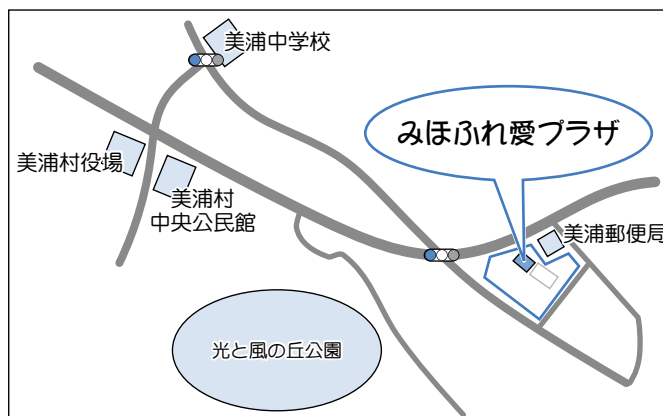 美浦中学校
みほふれ愛プラザ
美浦村役場
美浦村
中央公民館
美浦郵便局
光と風の丘公園